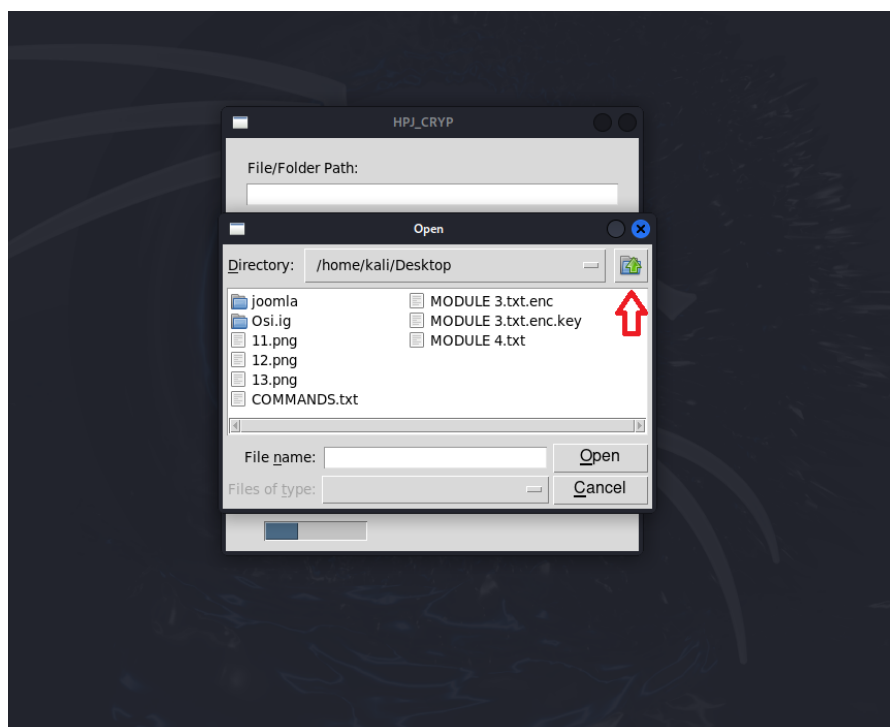 HPJ_CRYP
File/Folder Path:
Open
Directory: /home/kali/Desktop
joomla
Osi.ig
11.png
12.png
13.png
COMMANDS.txt
MODULE 3.txt.enc
MODULE 3.txt.enc.key
MODULE 4.txt
File name: Open
Files of type: Cancel